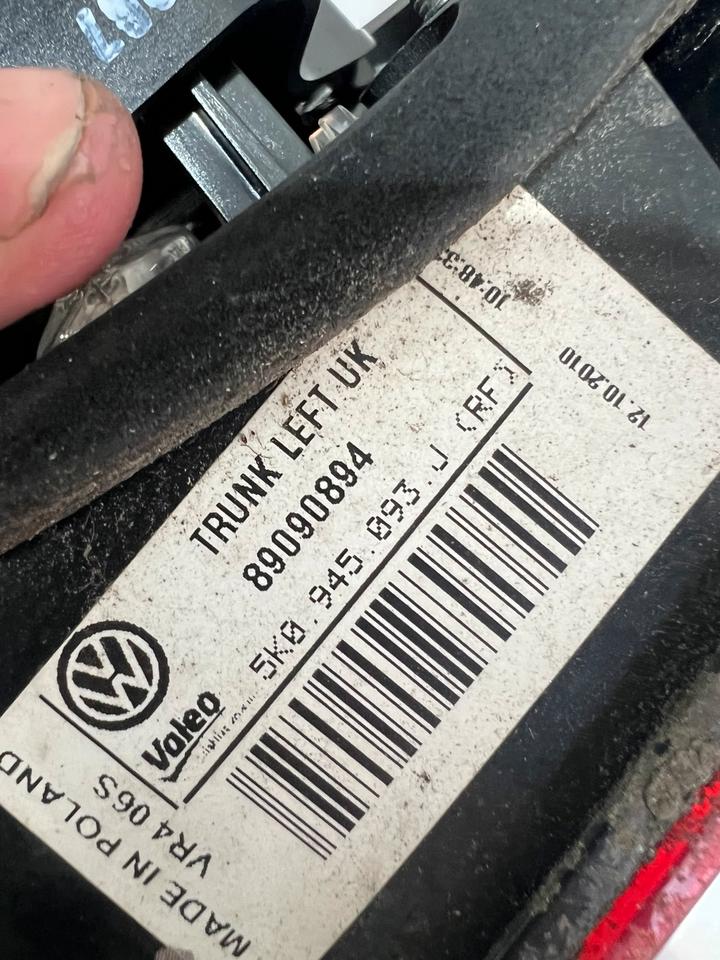 TRUNK LEFT UK
89090894
5K0.945.093.J (RF)
Valeo
MADE IN POLAND
VR4 06S
12.10.2010
10:48:3